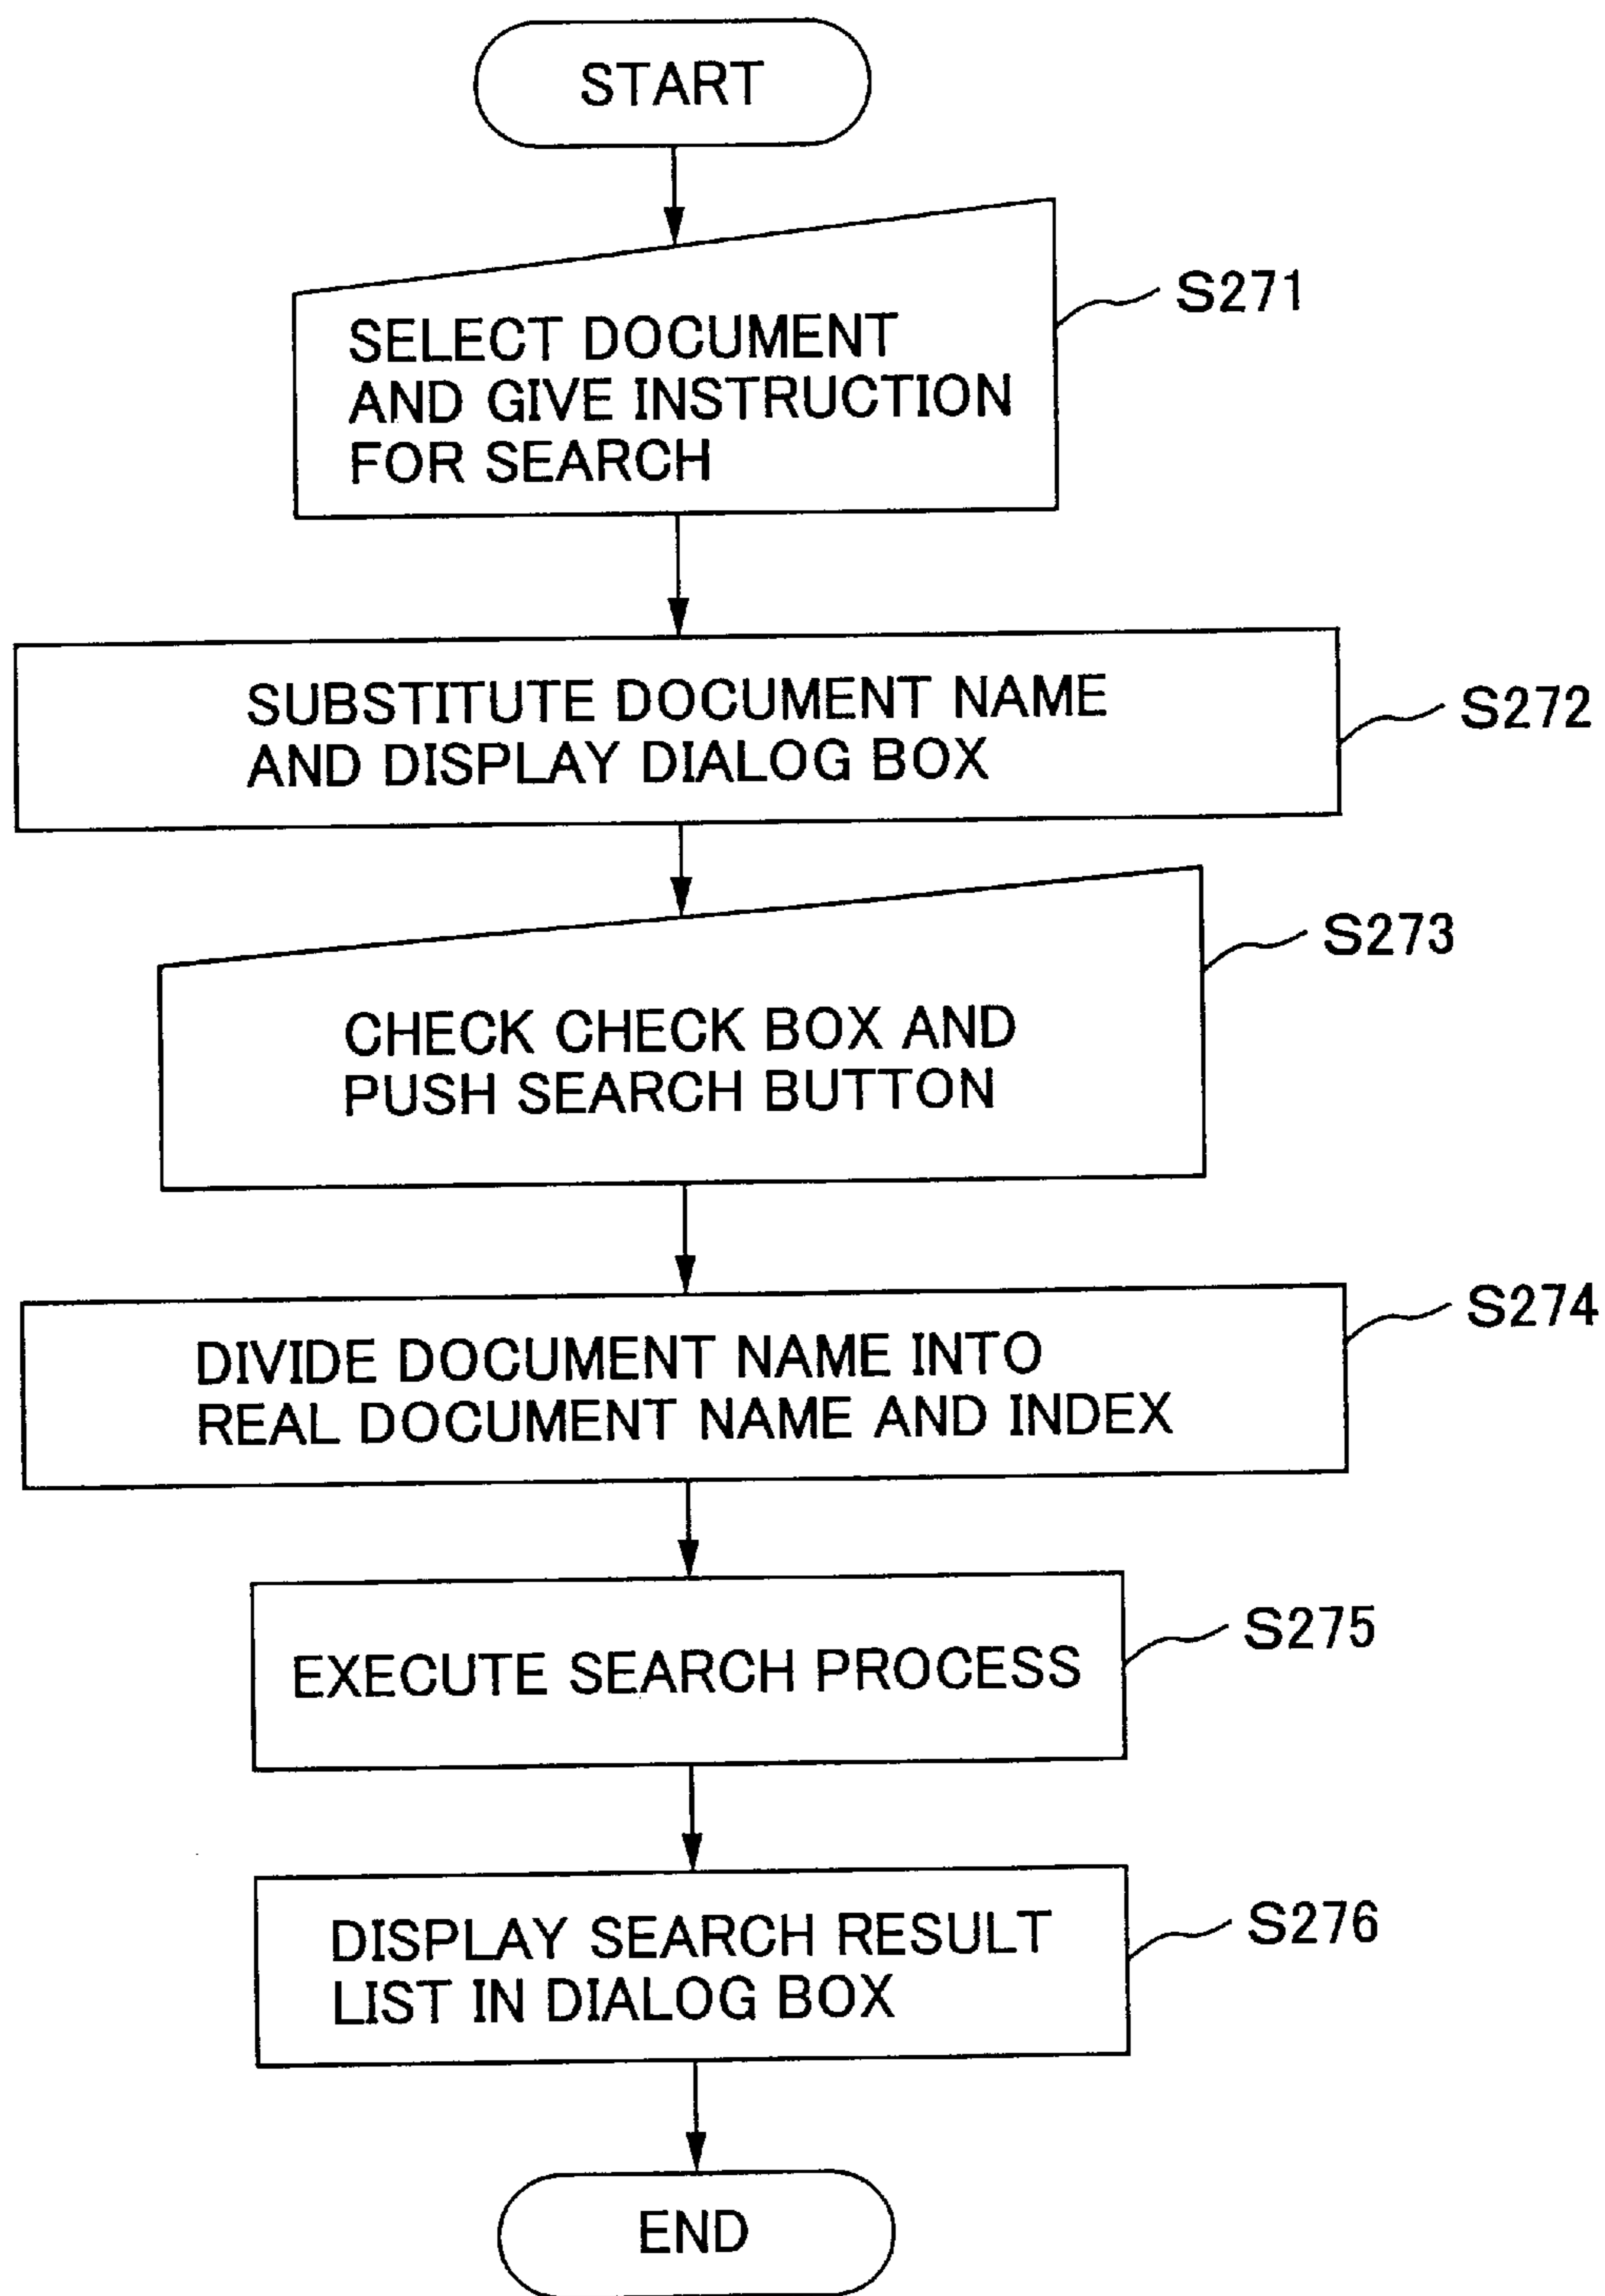 START
S271
SELECT DOCUMENT
AND GIVE INSTRUCTION
FOR SEARCH
SUBSTITUTE DOCUMENT NAME
AND DISPLAY DIALOG BOX
S272
S273
CHECK CHECK BOX AND
PUSH SEARCH BUTTON
S274
DIVIDE DOCUMENT NAME INTO
REAL DOCUMENT NAME AND INDEX
S275
EXECUTE SEARCH PROCESS
S276
DISPLAY SEARCH RESULT
LIST IN DIALOG BOX
END